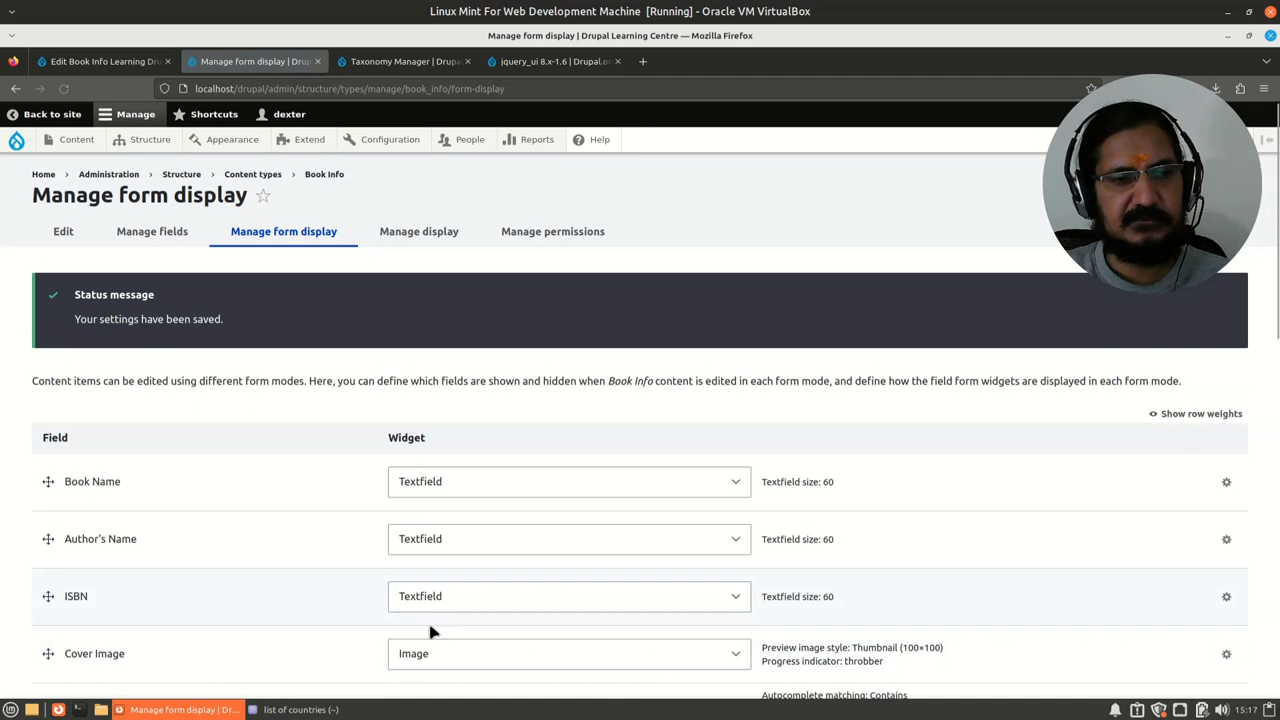 Linux Mint For Web Development Machine [Running] - Oracle VM VirtualBox
Manage form display | Drupal Learning Centre — Mozilla Firefox
Edit Book Info Learning Dru
Manage form display | Drup
Taxonomy Manager | Drupal.
jquery_ui 8.x-1.6 | Drupal.on
localhost/drupal/admin/structure/types/manage/book_info/form-display
Back to site
Manage
Shortcuts
dexter
Content
Structure
Appearance
Extend
Configuration
People
Reports
Help
Home › Administration › Structure › Content types › Book Info
Manage form display
Edit
Manage fields
Manage form display
Manage display
Manage permissions
Status message
Your settings have been saved.
Content items can be edited using different form modes. Here, you can define which fields are shown and hidden when Book Info content is edited in each form mode, and define how the field form widgets are displayed in each form mode.
Show row weights
Field Widget
Book Name Textfield Textfield size: 60
Author's Name Textfield Textfield size: 60
ISBN Textfield Textfield size: 60
Cover Image Image Preview image style: Thumbnail (100×100)
Progress indicator: throbber
Autocomplete matching: Contains
Manage form display | Dr...
list of countries (~)
15:17